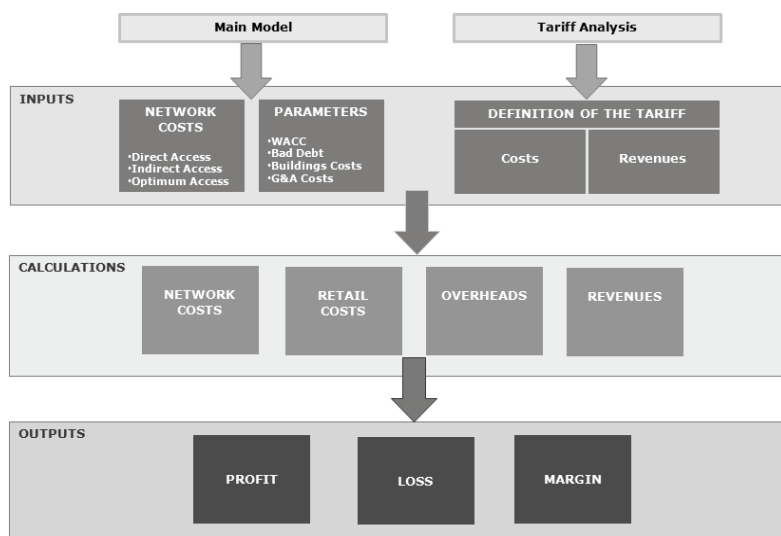 Main Model
Tariff Analysis
INPUTS
NETWORK
COSTS
•Direct Access
•Indirect Access
•Optimum Access
PARAMETERS
•WACC
•Bad Debt
•Buildings Costs
•G&A Costs
DEFINITION OF THE TARIFF
Costs
Revenues
CALCULATIONS
NETWORK
COSTS
RETAIL
COSTS
OVERHEADS
REVENUES
OUTPUTS
PROFIT
LOSS
MARGIN